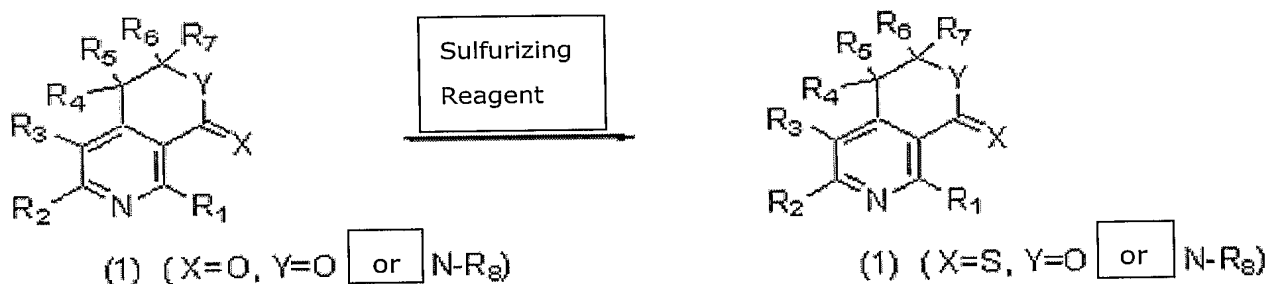 R6
R5 R7
Y
R4
R3
X
R2 N R1
Sulfurizing
Reagent
R6
R5 R7
Y
R4
R3
X
R2 N R1
(1) (X=O, Y=O or N-R8)
(1) (X=S, Y=O or N-R8)